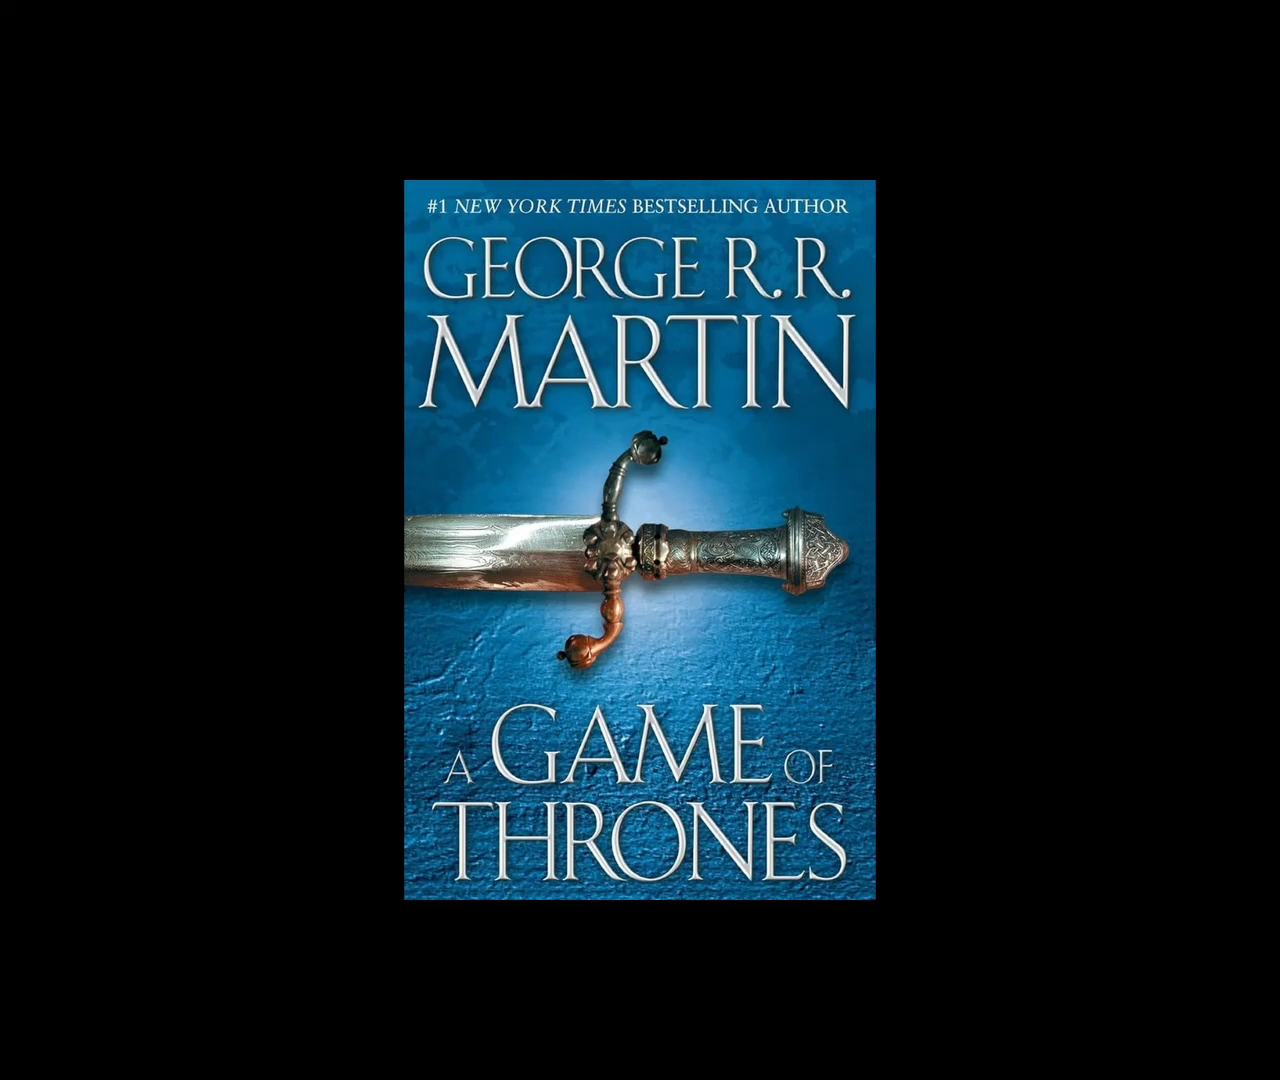 #1 NEW YORK TIMES BESTSELLING AUTHOR
GEORGE R. R.
MARTIN
A GAME OF
THRONES